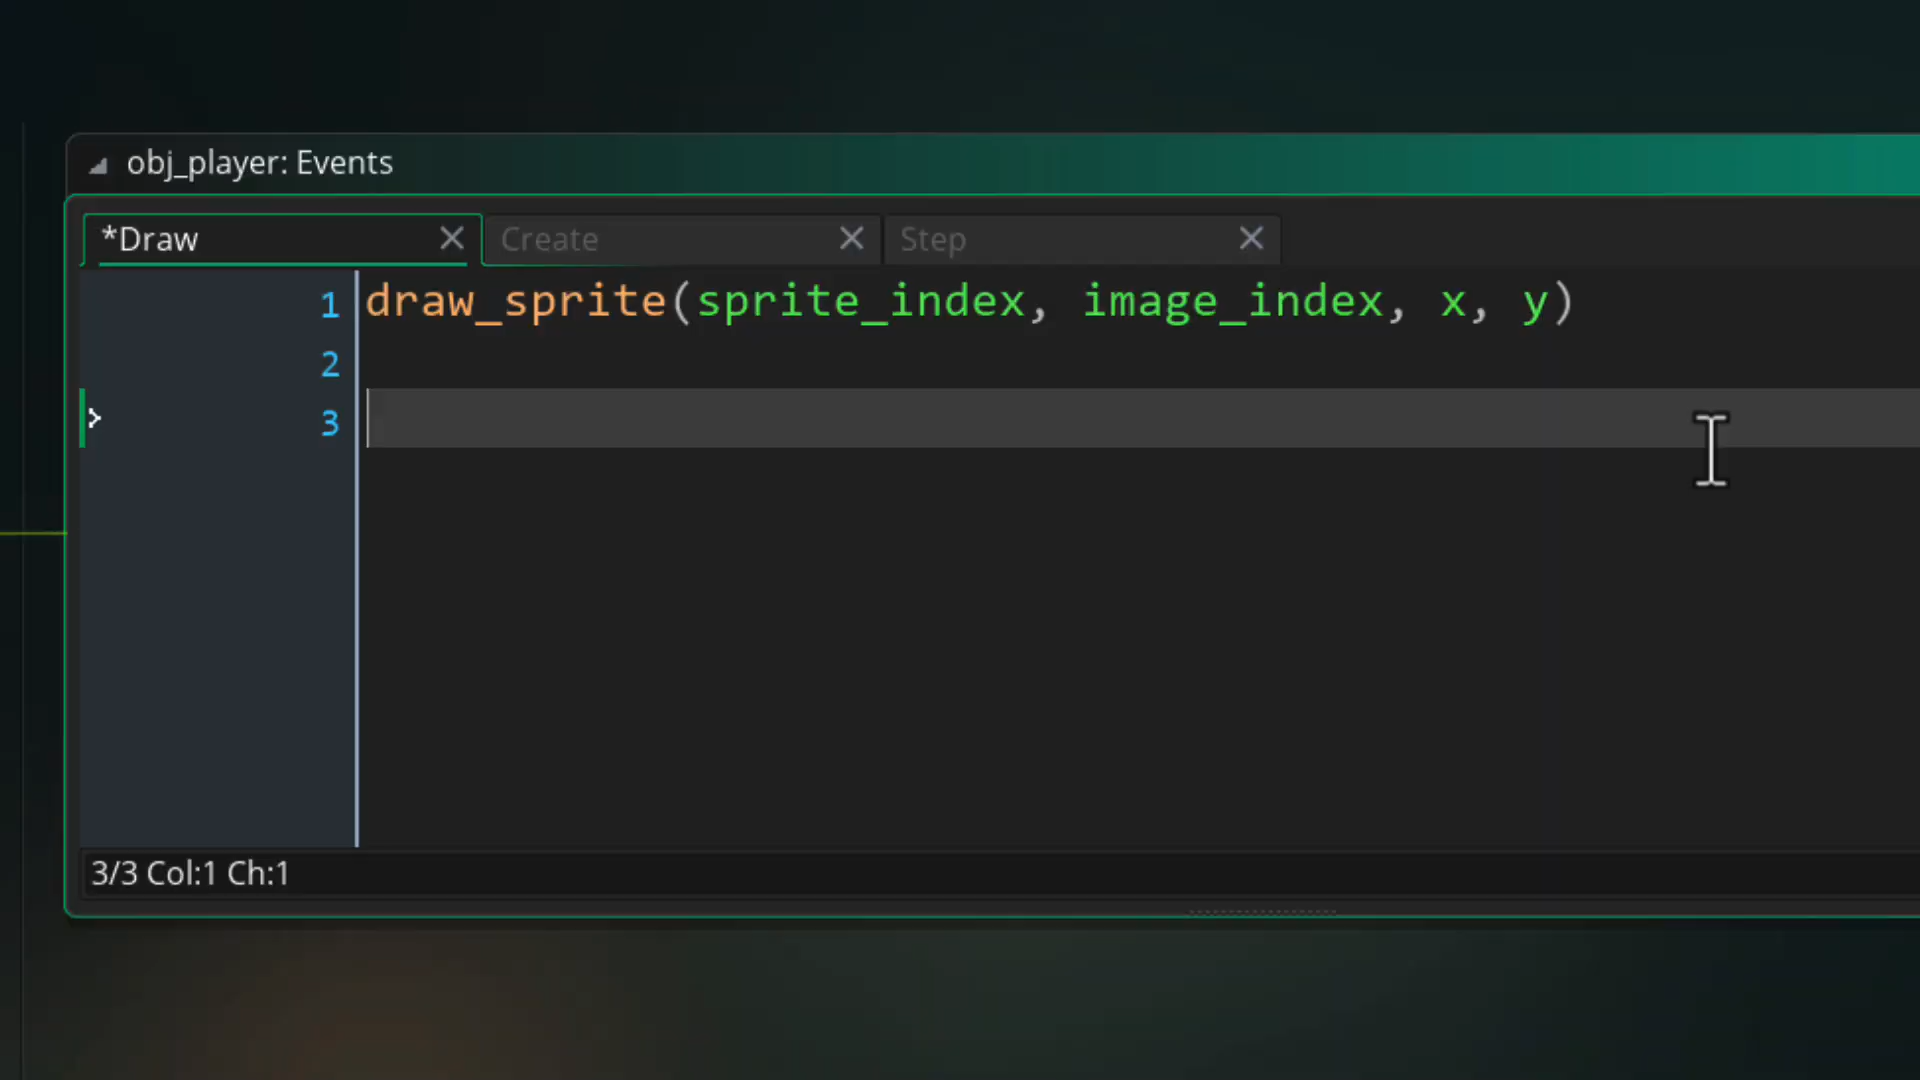 obj_player: Events
*Draw Create Step
1 draw_sprite(sprite_index, image_index, x, y)
2
3
3/3 Col:1 Ch:1